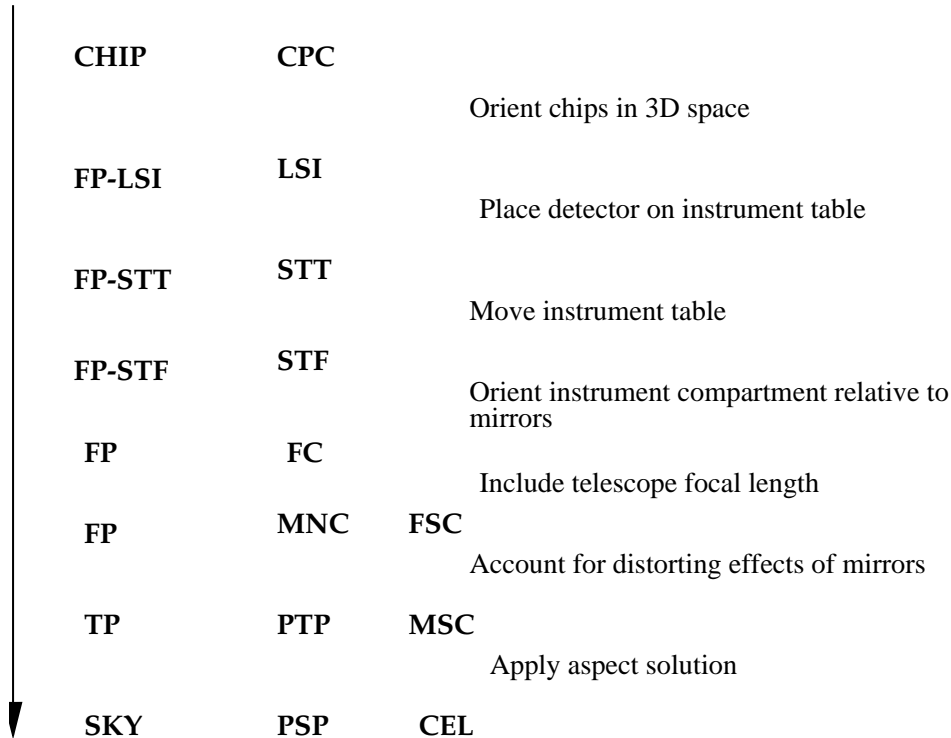 CHIP CPC
Orient chips in 3D space
FP-LSI LSI
Place detector on instrument table
FP-STT STT
Move instrument table
FP-STF STF
Orient instrument compartment relative to
mirrors
FP FC
Include telescope focal length
FP MNC FSC
Account for distorting effects of mirrors
TP PTP MSC
Apply aspect solution
SKY PSP CEL